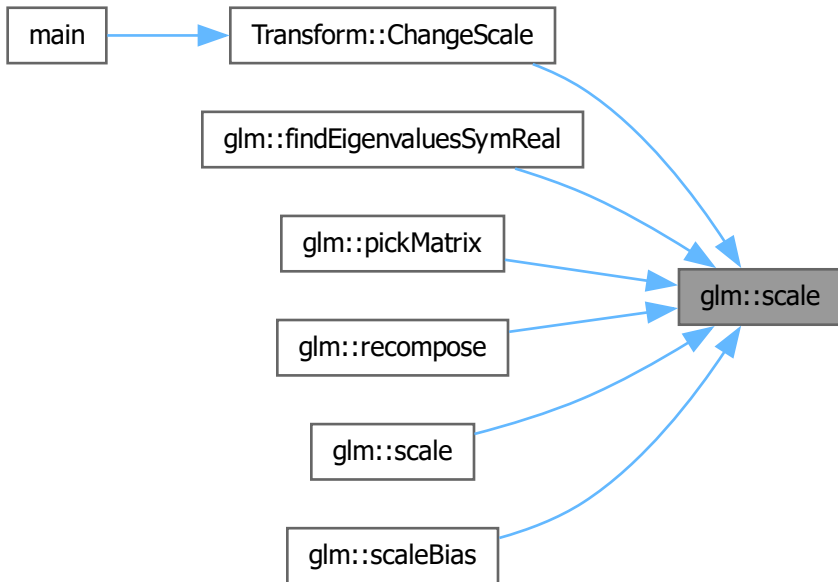 main
Transform::ChangeScale
glm::findEigenvaluesSymReal
glm::pickMatrix
glm::scale
glm::recompose
glm::scale
glm::scaleBias